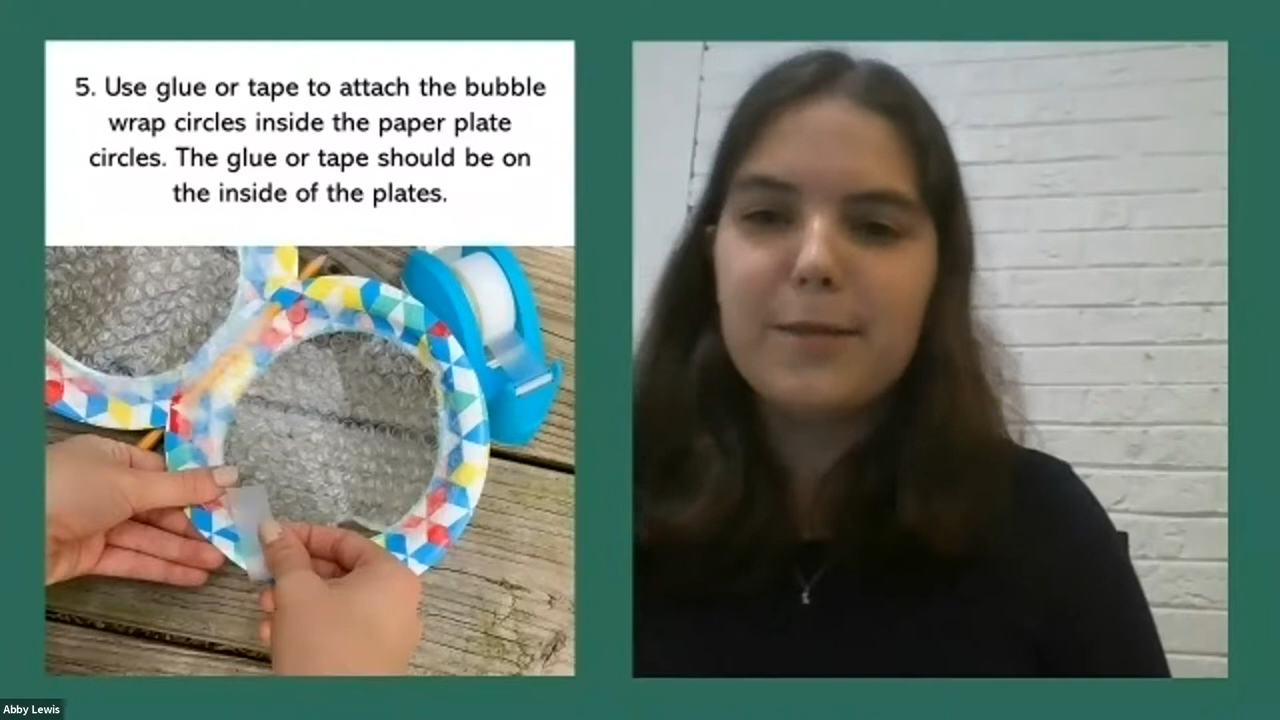 5. Use glue or tape to attach the bubble
wrap circles inside the paper plate
circles. The glue or tape should be on
the inside of the plates.
Abby Lewis